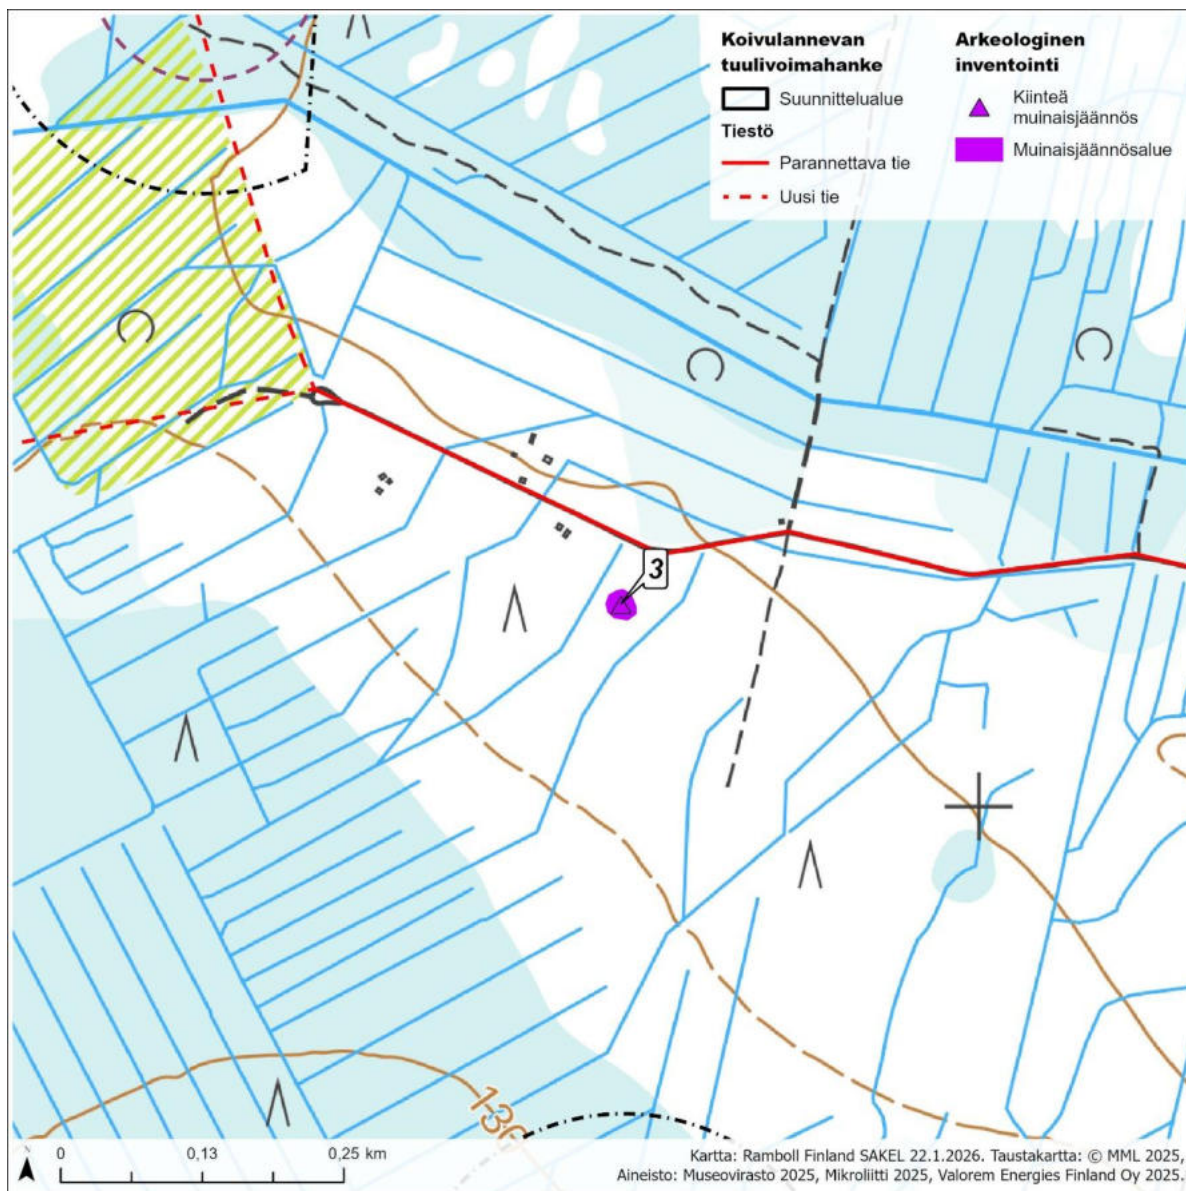 Koivulannevan
tuulivoimahanke
Suunnittelualue
Tiestö
Parannettava tie
Uusi tie
Arkeologinen
inventointi
Kiinteä
muinaisjäännös
Muinaisjäännösalue
3
0 0,13 0,25 km
Kartta: Ramboll Finland SAKEL 22.1.2026. Taustakartta: © MML 2025,
Aineisto: Museovirasto 2025, Mikroliitti 2025, Valorem Energies Finland Oy 2025.